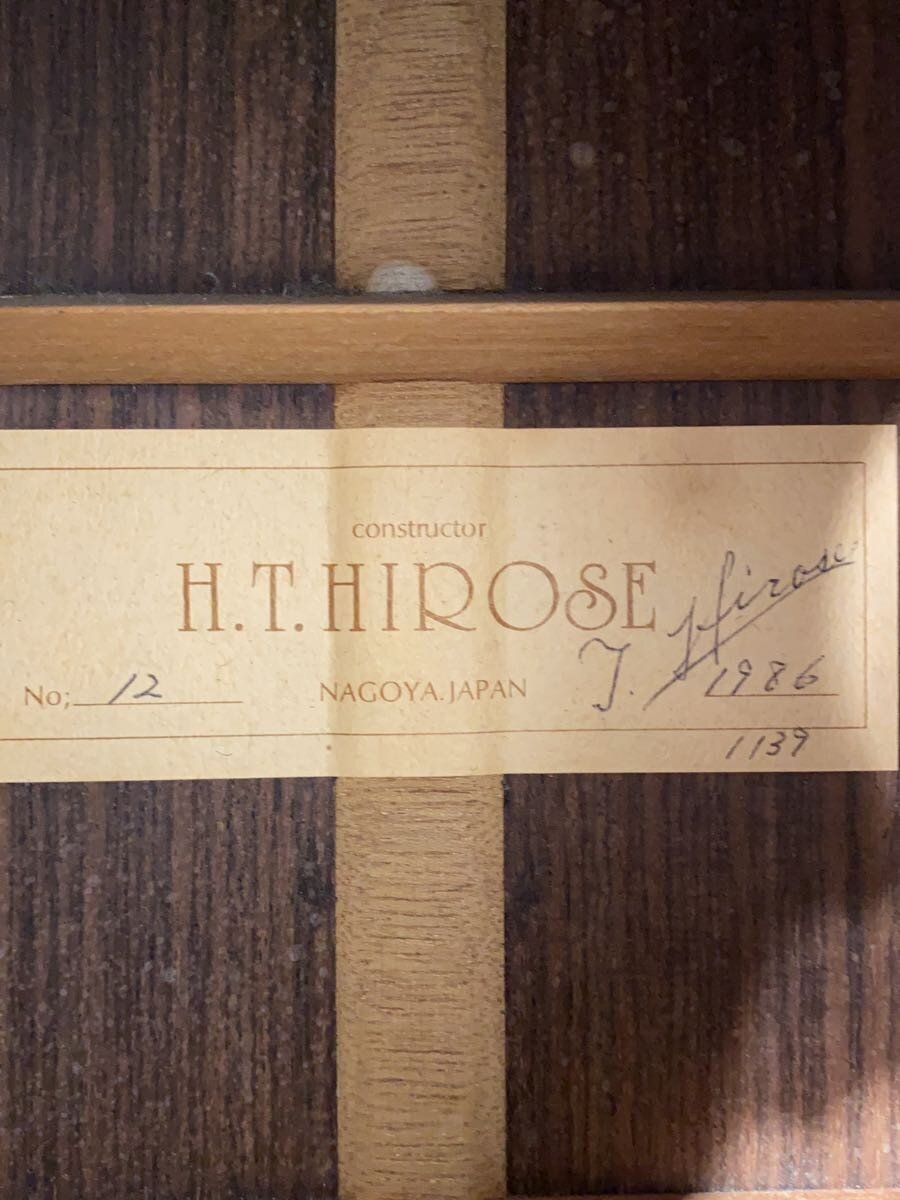 constructor
H.T.HIROSE
T. Hirose
No; 12
NAGOYA.JAPAN
1986
1139